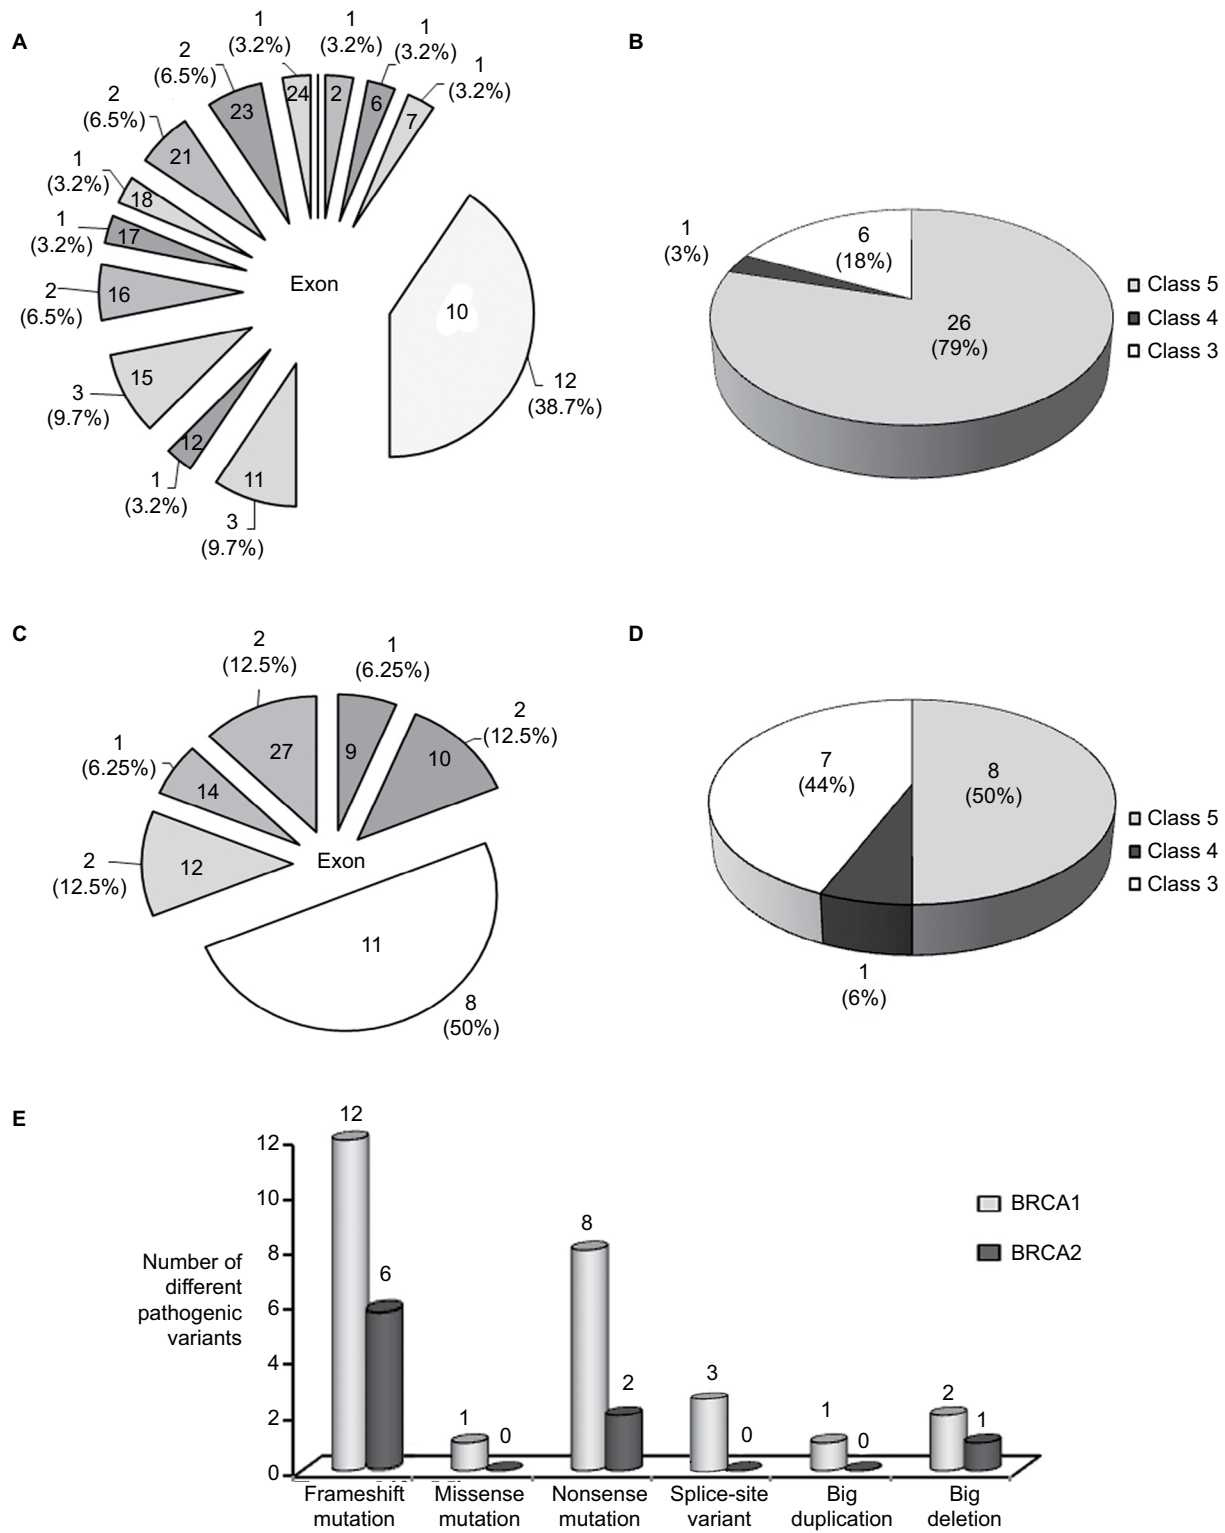 A
1
(3.2%)
1
(3.2%)
1
(3.2%)
1
(3.2%)
2
(6.5%)
2
(6.5%)
1
(3.2%)
1
(3.2%)
2
(6.5%)
3
(9.7%)
1
(3.2%)
3
(9.7%)
12
(38.7%)
24
2
6
7
23
21
18
17
16
15
12
11
10
Exon
B
1
(3%)
6
(18%)
26
(79%)
Class 5
Class 4
Class 3
C
2
(12.5%)
1
(6.25%)
2
(12.5%)
1
(6.25%)
2
(12.5%)
8
(50%)
27
9
10
14
12
11
Exon
D
7
(44%)
8
(50%)
1
(6%)
Class 5
Class 4
Class 3
E
Number of
different
pathogenic
variants
12
10
8
6
4
2
0
12
6
1
0
8
2
3
0
1
0
2
1
BRCA1
BRCA2
Frameshift
mutation
Missense
mutation
Nonsense
mutation
Splice-site
variant
Big
duplication
Big
deletion